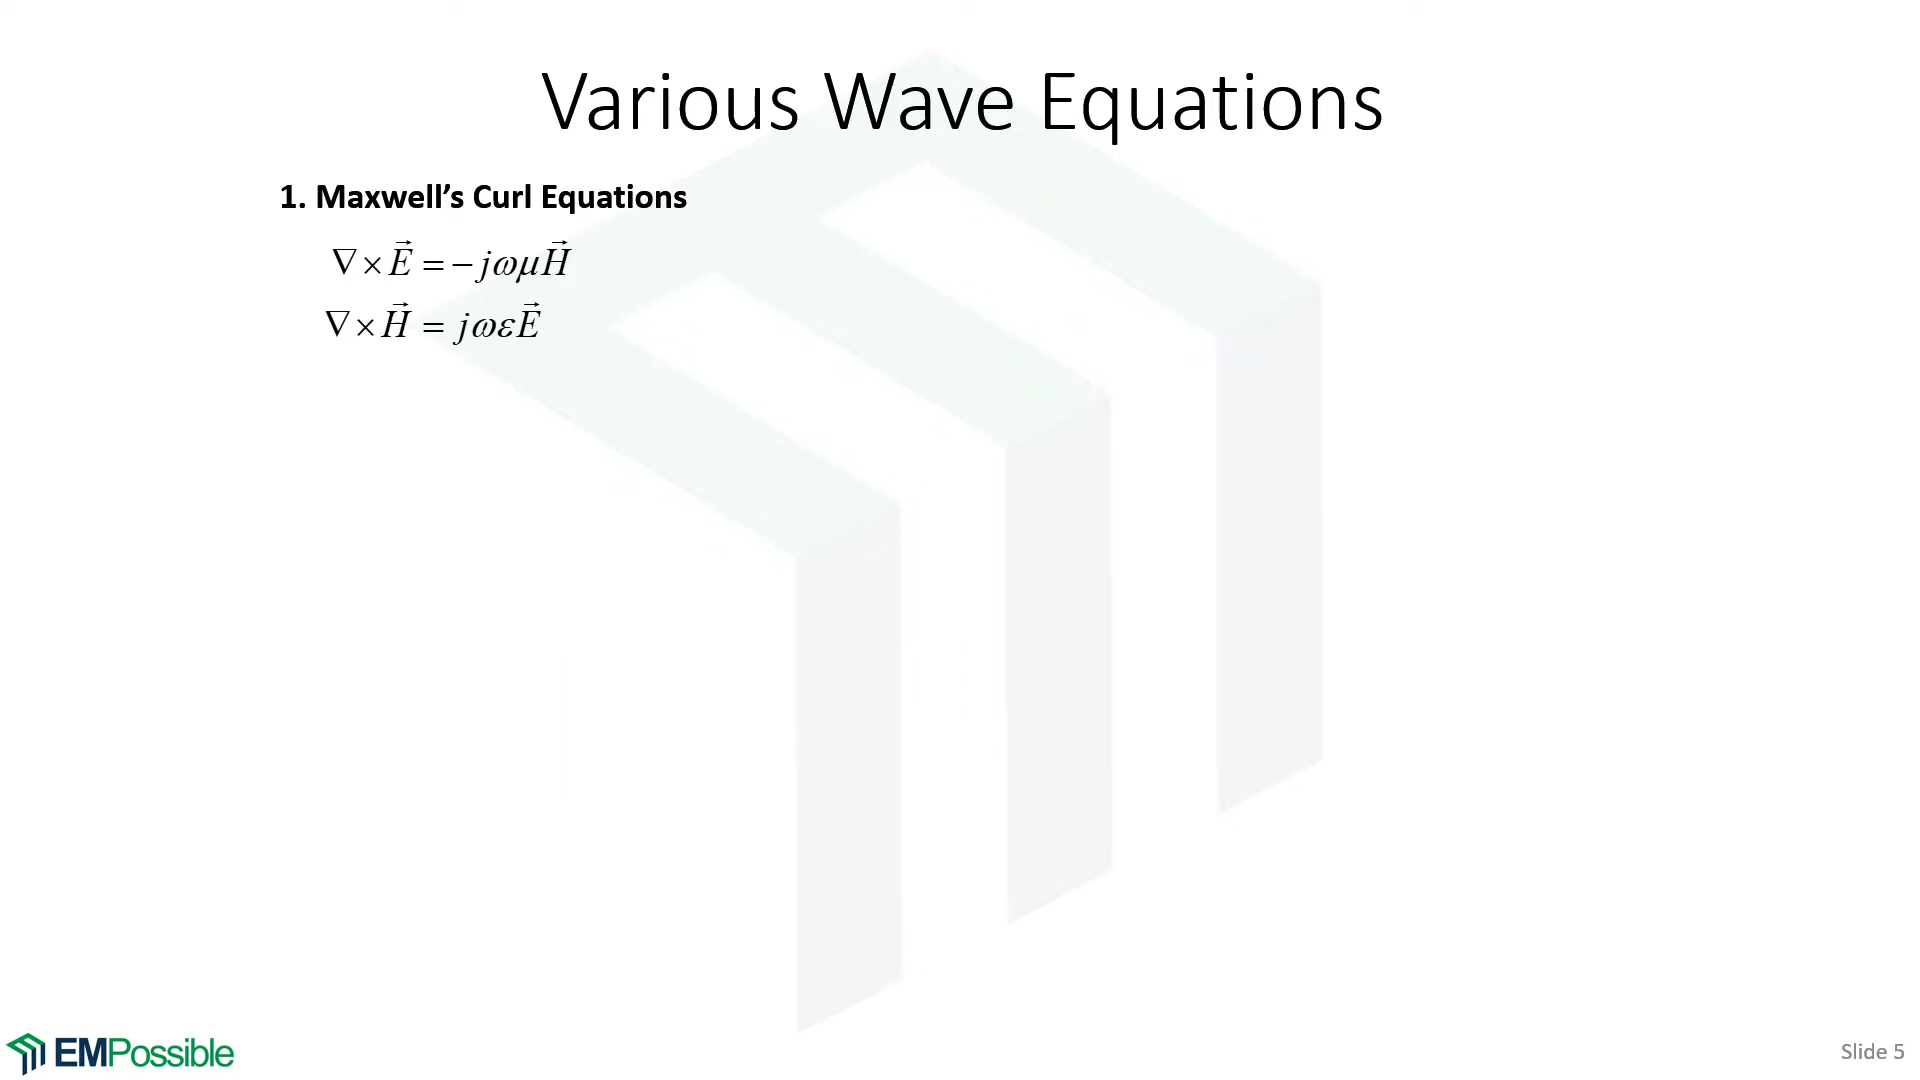 Various Wave Equations
1. Maxwell’s Curl Equations
∇ × E⃗ = − jωμH⃗
∇ × H⃗ = jωεE⃗
EMPossible
Slide 5